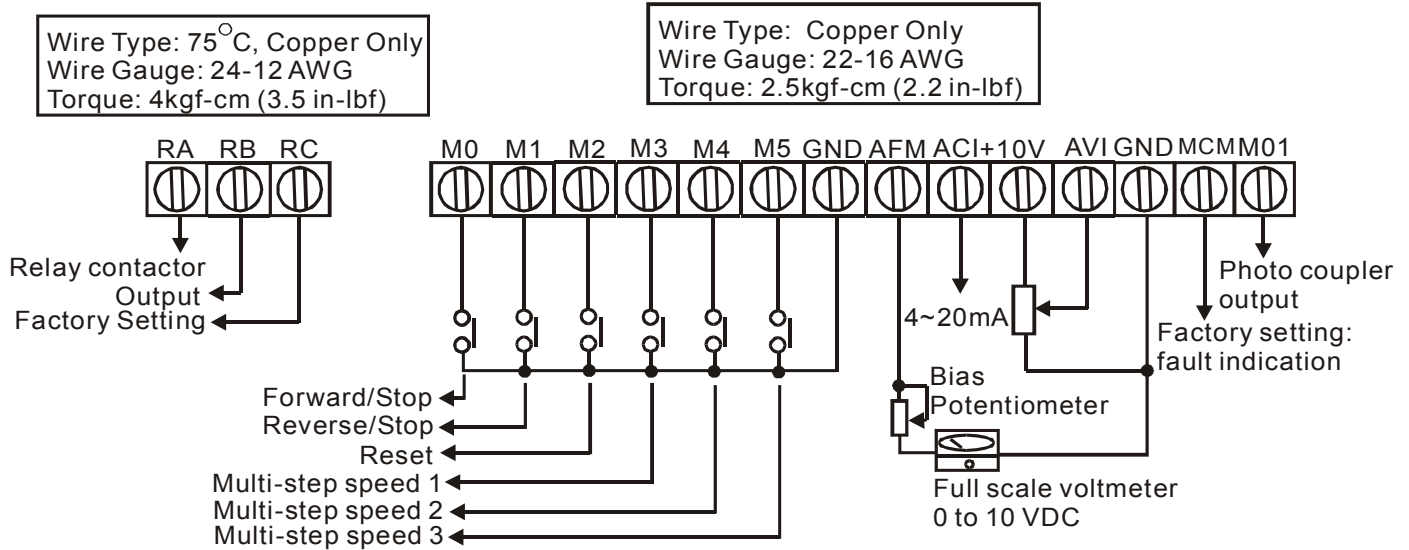 Wire Type: 75°C, Copper Only
Wire Gauge: 24-12 AWG
Torque: 4kgf-cm (3.5 in-lbf)
Wire Type: Copper Only
Wire Gauge: 22-16 AWG
Torque: 2.5kgf-cm (2.2 in-lbf)
RA RB RC
M0 M1 M2 M3 M4 M5 GND AFM ACI +10V AVI GND MCM M01
Relay contactor
Output
Factory Setting
4~20mA
Photo coupler
output
Factory setting:
fault indication
Bias
Potentiometer
Forward/Stop
Reverse/Stop
Reset
Multi-step speed 1
Multi-step speed 2
Multi-step speed 3
Full scale voltmeter
0 to 10 VDC